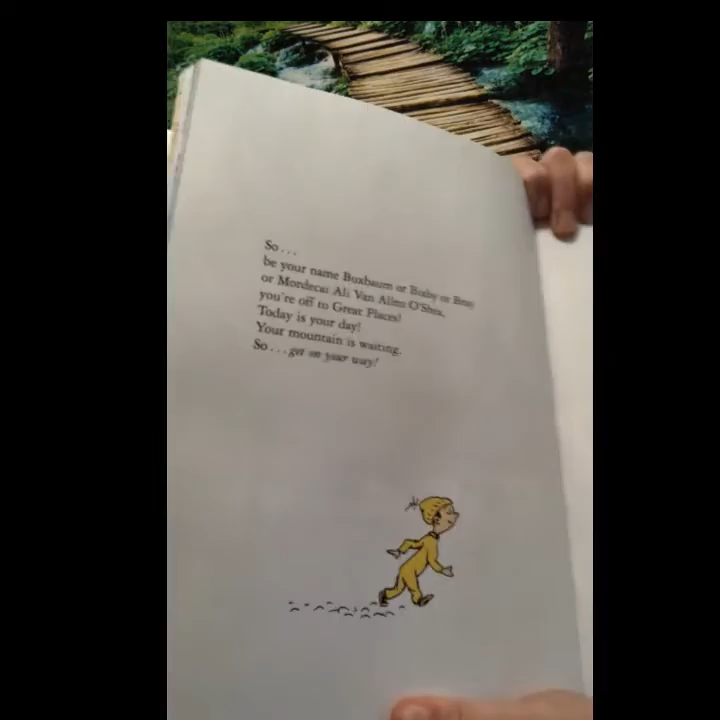 So...
be your name Buxbaum or Bixby or Bray
or Mordecai Ali Van Allen O'Shea,
you're off to Great Places!
Today is your day!
Your mountain is waiting.
So...get on your way!